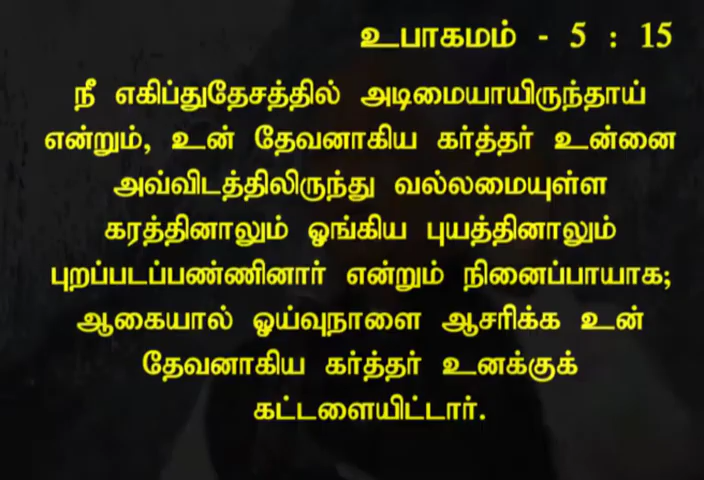 உபாகமம் - 5 : 15
நீ எகிப்துதேசத்தில் அடிமையாயிருந்தாய்
என்றும், உன் தேவனாகிய கர்த்தர் உன்னை
அவ்விடத்திலிருந்து வல்லமையுள்ள
கரத்தினாலும் ஓங்கிய புயத்தினாலும்
புறப்படப்பண்ணினார் என்றும் நினைப்பாயாக;
ஆகையால் ஓய்வுநாளை ஆசரிக்க உன்
தேவனாகிய கர்த்தர் உனக்குக்
கட்டளையிட்டார்.